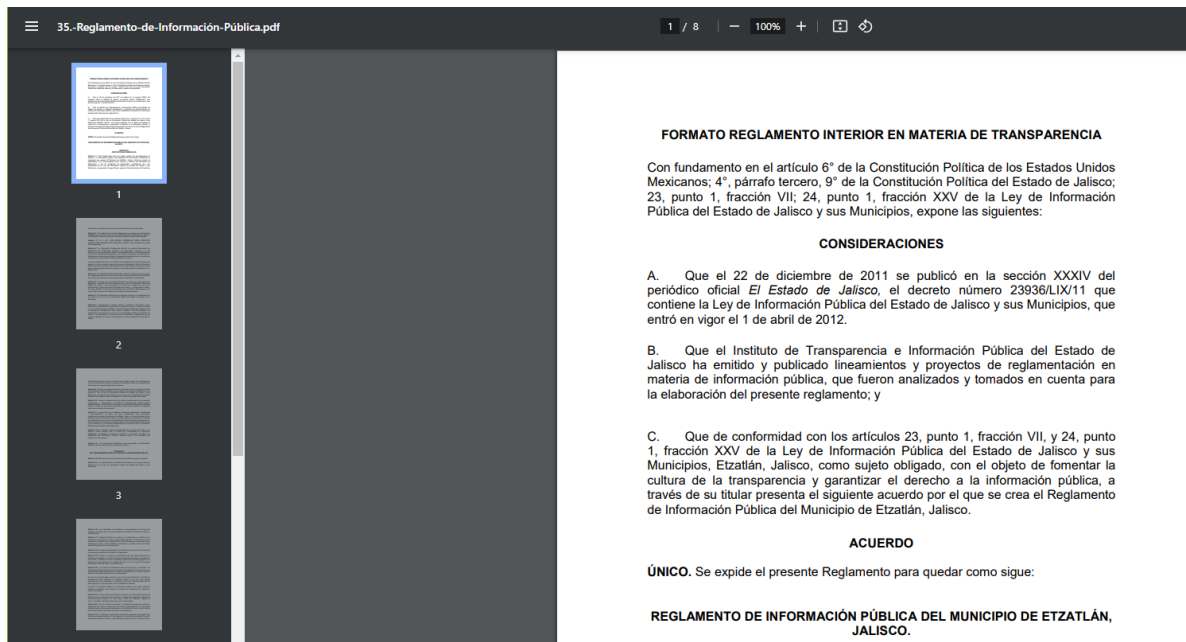 35.-Reglamento-de-Información-Pública.pdf
1 / 8
100%
1
2
3
FORMATO REGLAMENTO INTERIOR EN MATERIA DE TRANSPARENCIA
Con fundamento en el artículo 6° de la Constitución Política de los Estados Unidos
Mexicanos; 4°, párrafo tercero, 9° de la Constitución Política del Estado de Jalisco;
23, punto 1, fracción VII; 24, punto 1, fracción XXV de la Ley de Información
Pública del Estado de Jalisco y sus Municipios, expone las siguientes:
CONSIDERACIONES
A. Que el 22 de diciembre de 2011 se publicó en la sección XXXIV del
periódico oficial El Estado de Jalisco, el decreto número 23936/LIX/11 que
contiene la Ley de Información Pública del Estado de Jalisco y sus Municipios, que
entró en vigor el 1 de abril de 2012.
B. Que el Instituto de Transparencia e Información Pública del Estado de
Jalisco ha emitido y publicado lineamientos y proyectos de reglamentación en
materia de información pública, que fueron analizados y tomados en cuenta para
la elaboración del presente reglamento; y
C. Que de conformidad con los artículos 23, punto 1, fracción VII, y 24, punto
1, fracción XXV de la Ley de Información Pública del Estado de Jalisco y sus
Municipios, Etzatlán, Jalisco, como sujeto obligado, con el objeto de fomentar la
cultura de la transparencia y garantizar el derecho a la información pública, a
través de su titular presenta el siguiente acuerdo por el que se crea el Reglamento
de Información Pública del Municipio de Etzatlán, Jalisco.
ACUERDO
ÚNICO. Se expide el presente Reglamento para quedar como sigue:
REGLAMENTO DE INFORMACIÓN PÚBLICA DEL MUNICIPIO DE ETZATLÁN,
JALISCO.